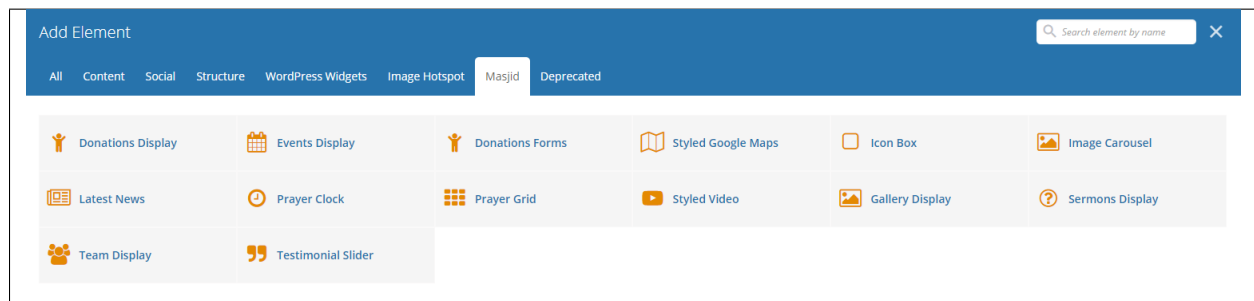 Add Element
Search element by name
All Content Social Structure WordPress Widgets Image Hotspot Masjid Deprecated
Donations Display Events Display Donations Forms Styled Google Maps Icon Box Image Carousel
Latest News Prayer Clock Prayer Grid Styled Video Gallery Display Sermons Display
Team Display Testimonial Slider